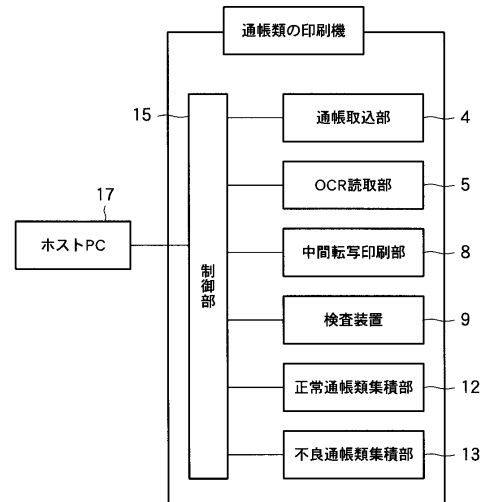 通帳類の印刷機
15
通帳取込部
4
17
OCR読取部
5
ホストPC
中間転写印刷部
8
制御部
検査装置
9
正常通帳類集積部
12
不良通帳類集積部
13